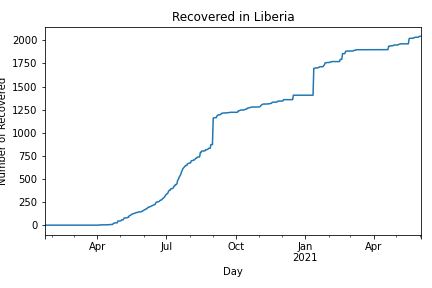 Recovered in Liberia
Number of Recovered
2000
1750
1500
1250
1000
750
500
250
0
Apr
Jul
Oct
Jan
2021
Apr
Day